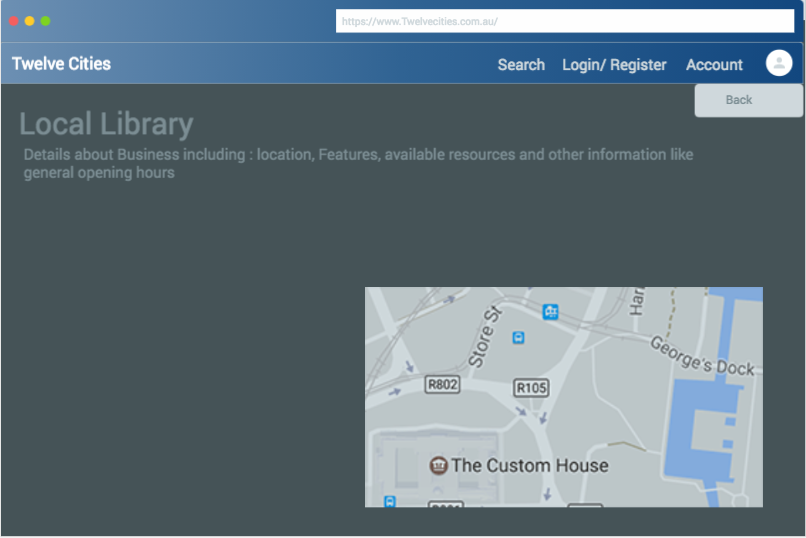 https://www.Twelvecities.com.au/
Twelve Cities
Search
Login/ Register
Account
Back
Local Library
Details about Business including : location, Features, available resources and other information like
general opening hours
Store St
George's Dock
R802
R105
The Custom House